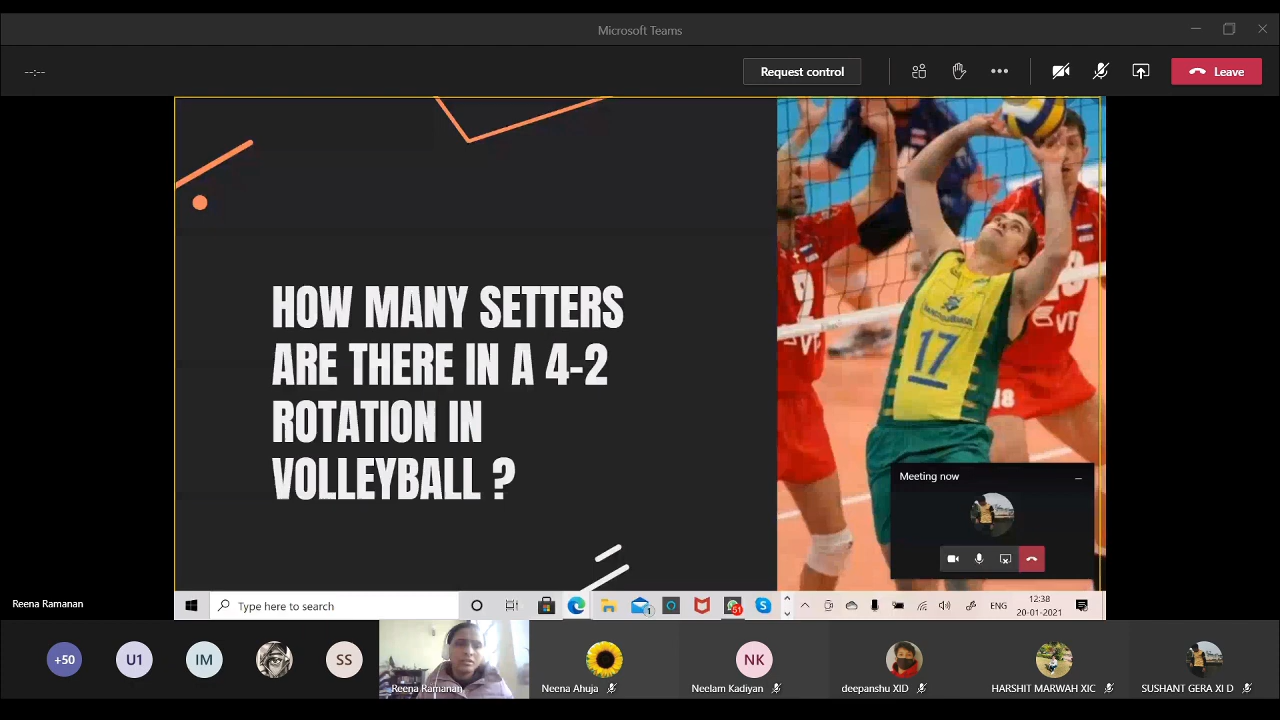 Microsoft Teams
--:--
Request control
Leave
HOW MANY SETTERS
ARE THERE IN A 4-2
ROTATION IN
VOLLEYBALL ?
17
Meeting now
Reena Ramanan
Type here to search
1
51
ENG
12:38
20-01-2021
+50
U1
IM
SS
Reena Ramanan
Neena Ahuja
NK
Neelam Kadiyan
deepanshu XID
HARSHIT MARWAH XIC
SUSHANT GERA XI D